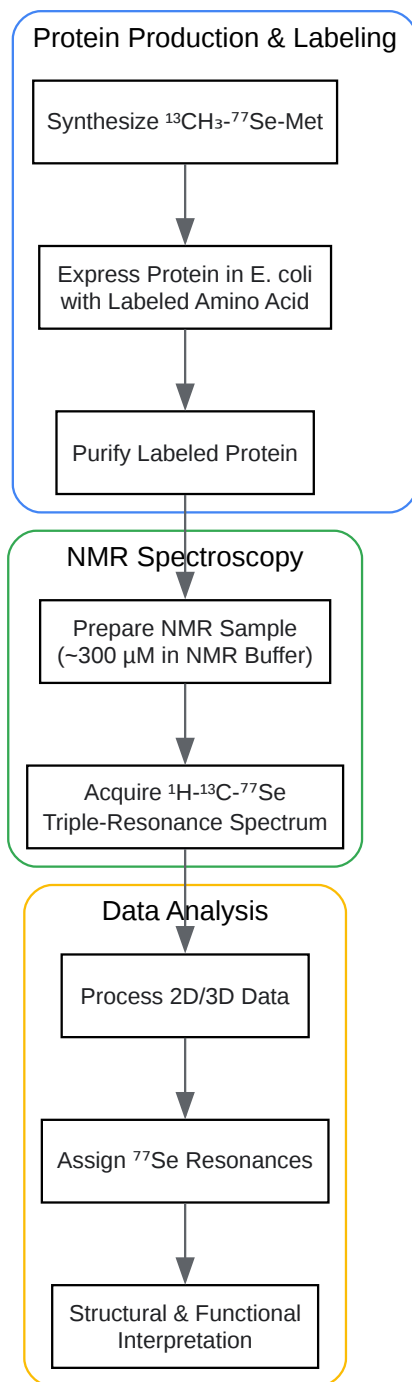 Protein Production & Labeling
Synthesize ¹³CH₃-⁷⁷Se-Met
Express Protein in E. coli
with Labeled Amino Acid
Purify Labeled Protein
NMR Spectroscopy
Prepare NMR Sample
(~300 µM in NMR Buffer)
Acquire ¹H-¹³C-⁷⁷Se
Triple-Resonance Spectrum
Data Analysis
Process 2D/3D Data
Assign ⁷⁷Se Resonances
Structural & Functional
Interpretation